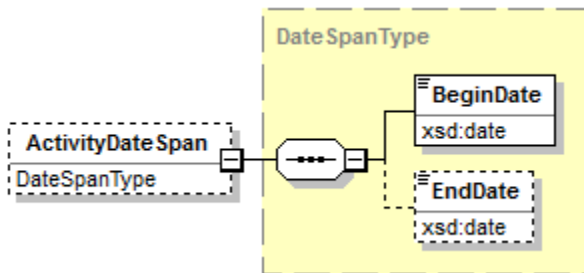 DateSpanType
BeginDate
xsd:date
ActivityDateSpan
DateSpanType
EndDate
xsd:date